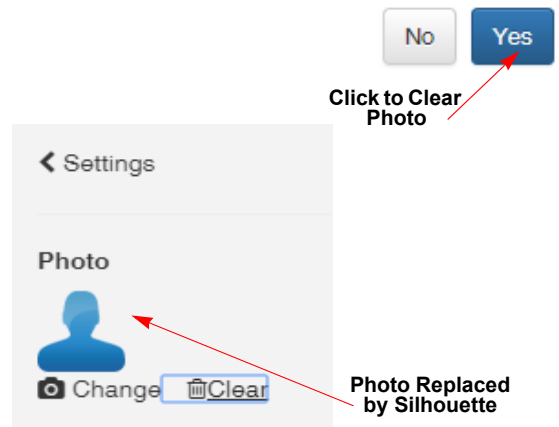 No Yes
Click to Clear
Photo
Settings
Photo
Change Clear
Photo Replaced
by Silhouette